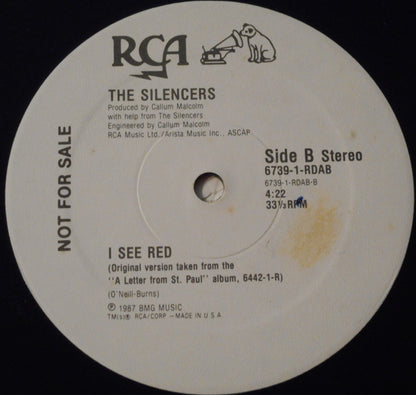 RCA
THE SILENCERS
Produced by Callum Malcolm
with help from The Silencers
Engineered by Callum Malcolm
RCA Music Ltd./Arista Music Inc., ASCAP
NOT FOR SALE
Side B Stereo
6739-1-RDAB
6739-1-RDAB-B
4:22
33⅓ RPM
I SEE RED
(Original version taken from the
"A Letter from St. Paul" album, 6442-1-R)
(O'Neill-Burns)
℗ 1987 BMG MUSIC
TM(s)® RCA/CORP – MADE IN U.S.A